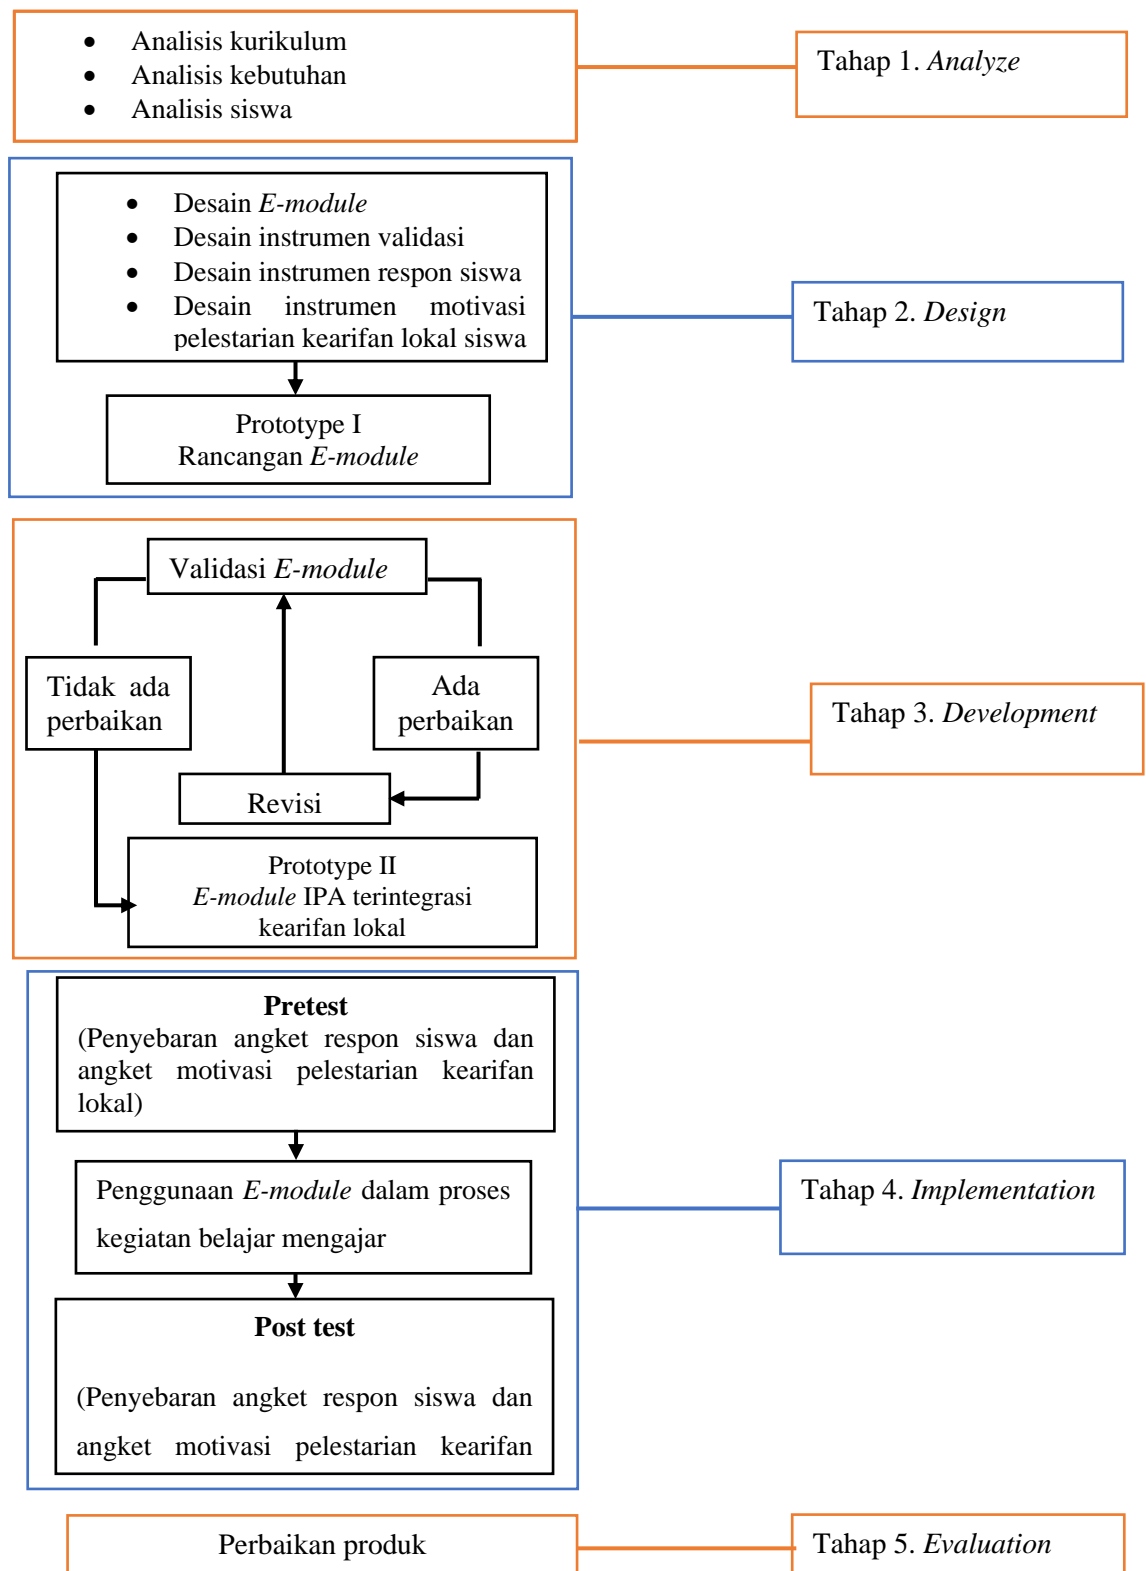 • Analisis kurikulum
• Analisis kebutuhan
• Analisis siswa
Tahap 1. Analyze
• Desain E-module
• Desain instrumen validasi
• Desain instrumen respon siswa
• Desain instrumen motivasi
pelestarian kearifan lokal siswa
Prototype I
Rancangan E-module
Tahap 2. Design
Validasi E-module
Tidak ada
perbaikan
Ada
perbaikan
Revisi
Prototype II
E-module IPA terintegrasi
kearifan lokal
Tahap 3. Development
Pretest
(Penyebaran angket respon siswa dan
angket motivasi pelestarian kearifan
lokal)
Penggunaan E-module dalam proses
kegiatan belajar mengajar
Post test
(Penyebaran angket respon siswa dan
angket motivasi pelestarian kearifan
Tahap 4. Implementation
Perbaikan produk
Tahap 5. Evaluation